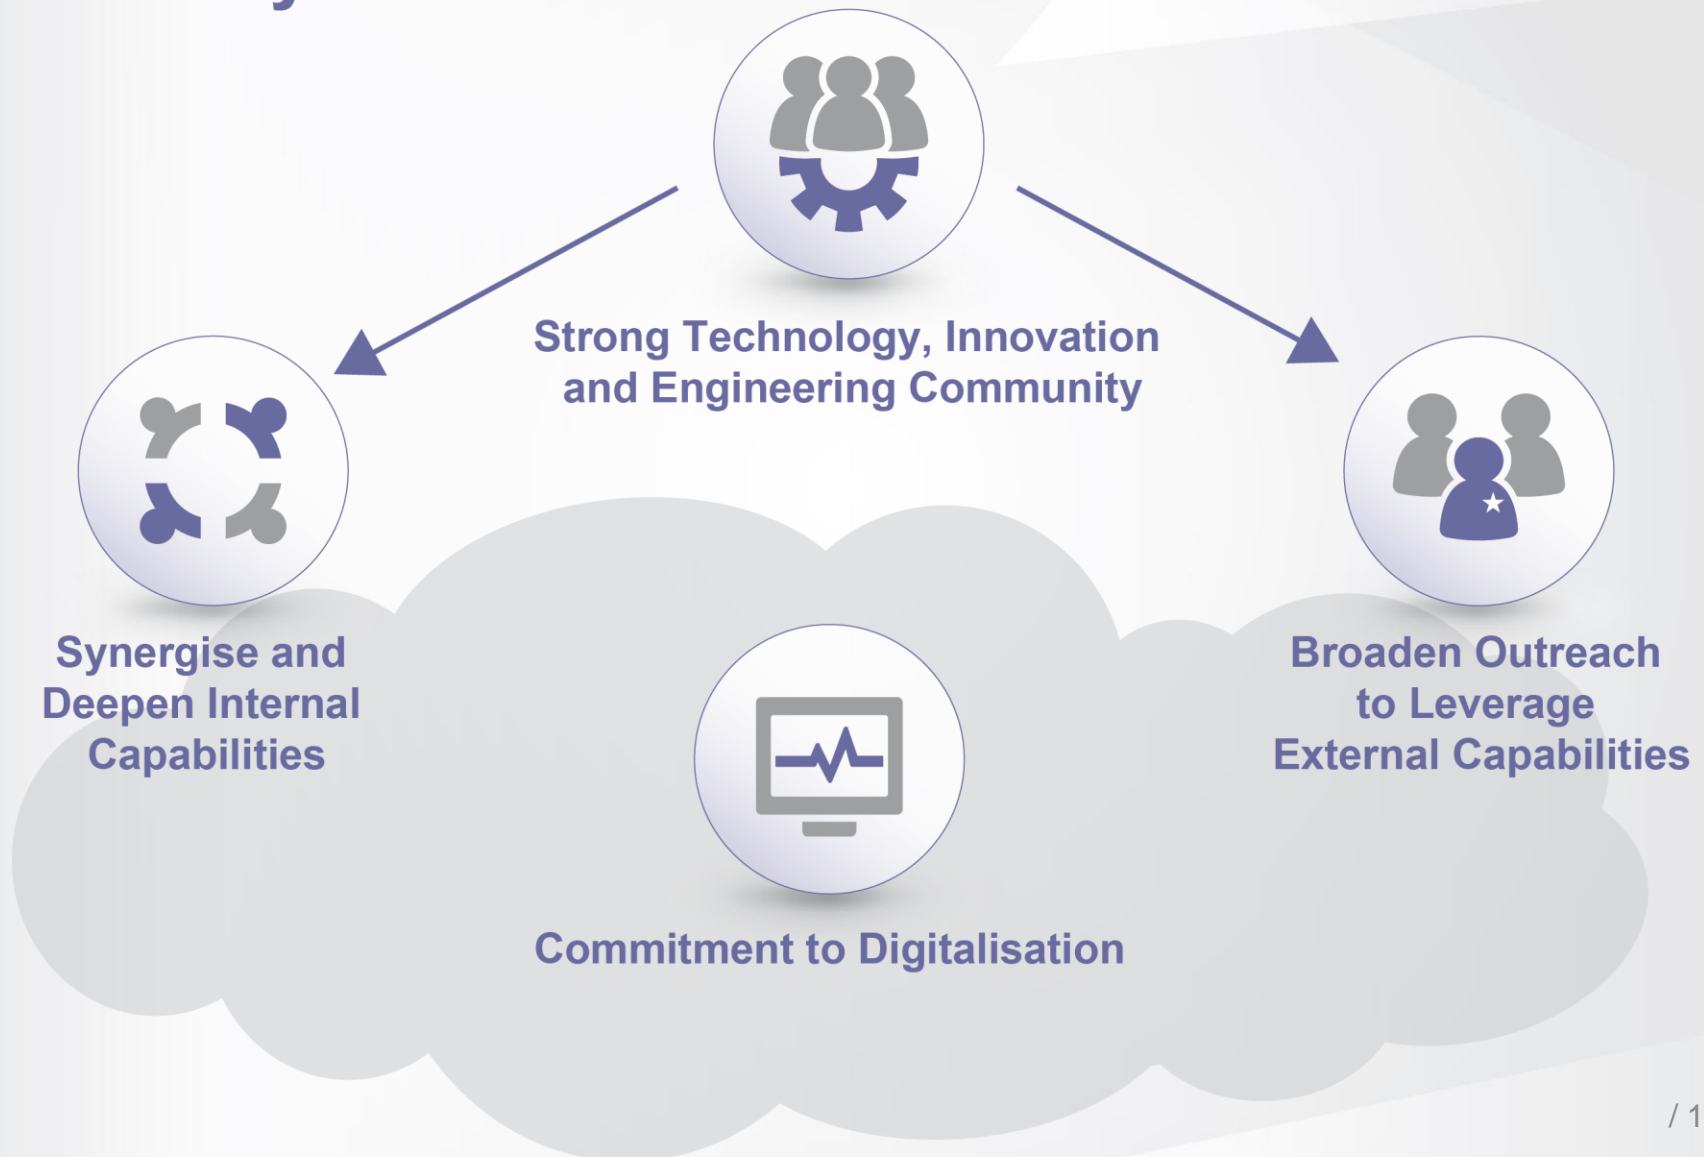 Strong Technology, Innovation
and Engineering Community
Synergise and
Deepen Internal
Capabilities
Broaden Outreach
to Leverage
External Capabilities
Commitment to Digitalisation
/ 1